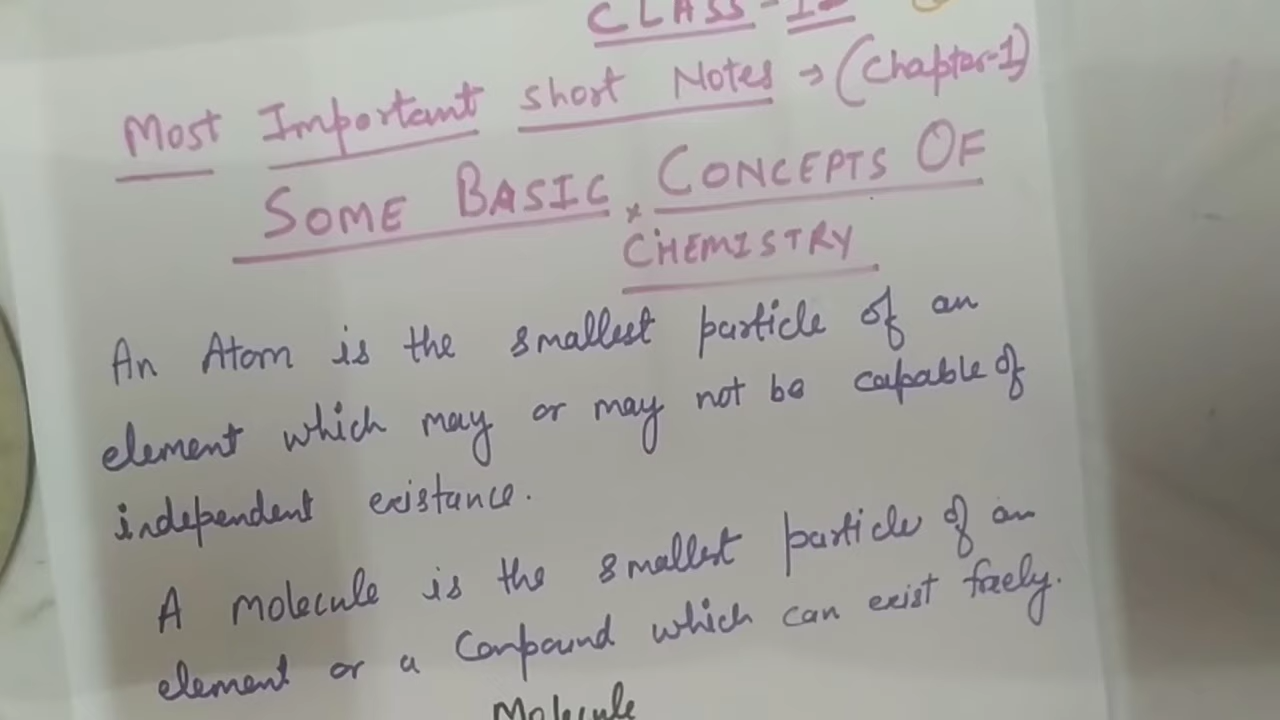 CLASS-
Most Important short Notes → (Chapter-1)
SOME BASIC CONCEPTS OF
CHEMISTRY
An Atom is the smallest particle of an
element which may or may not be capable of
independent existance.
A molecule is the smallest particle of an
element or a compound which can exist freely.
Molecule